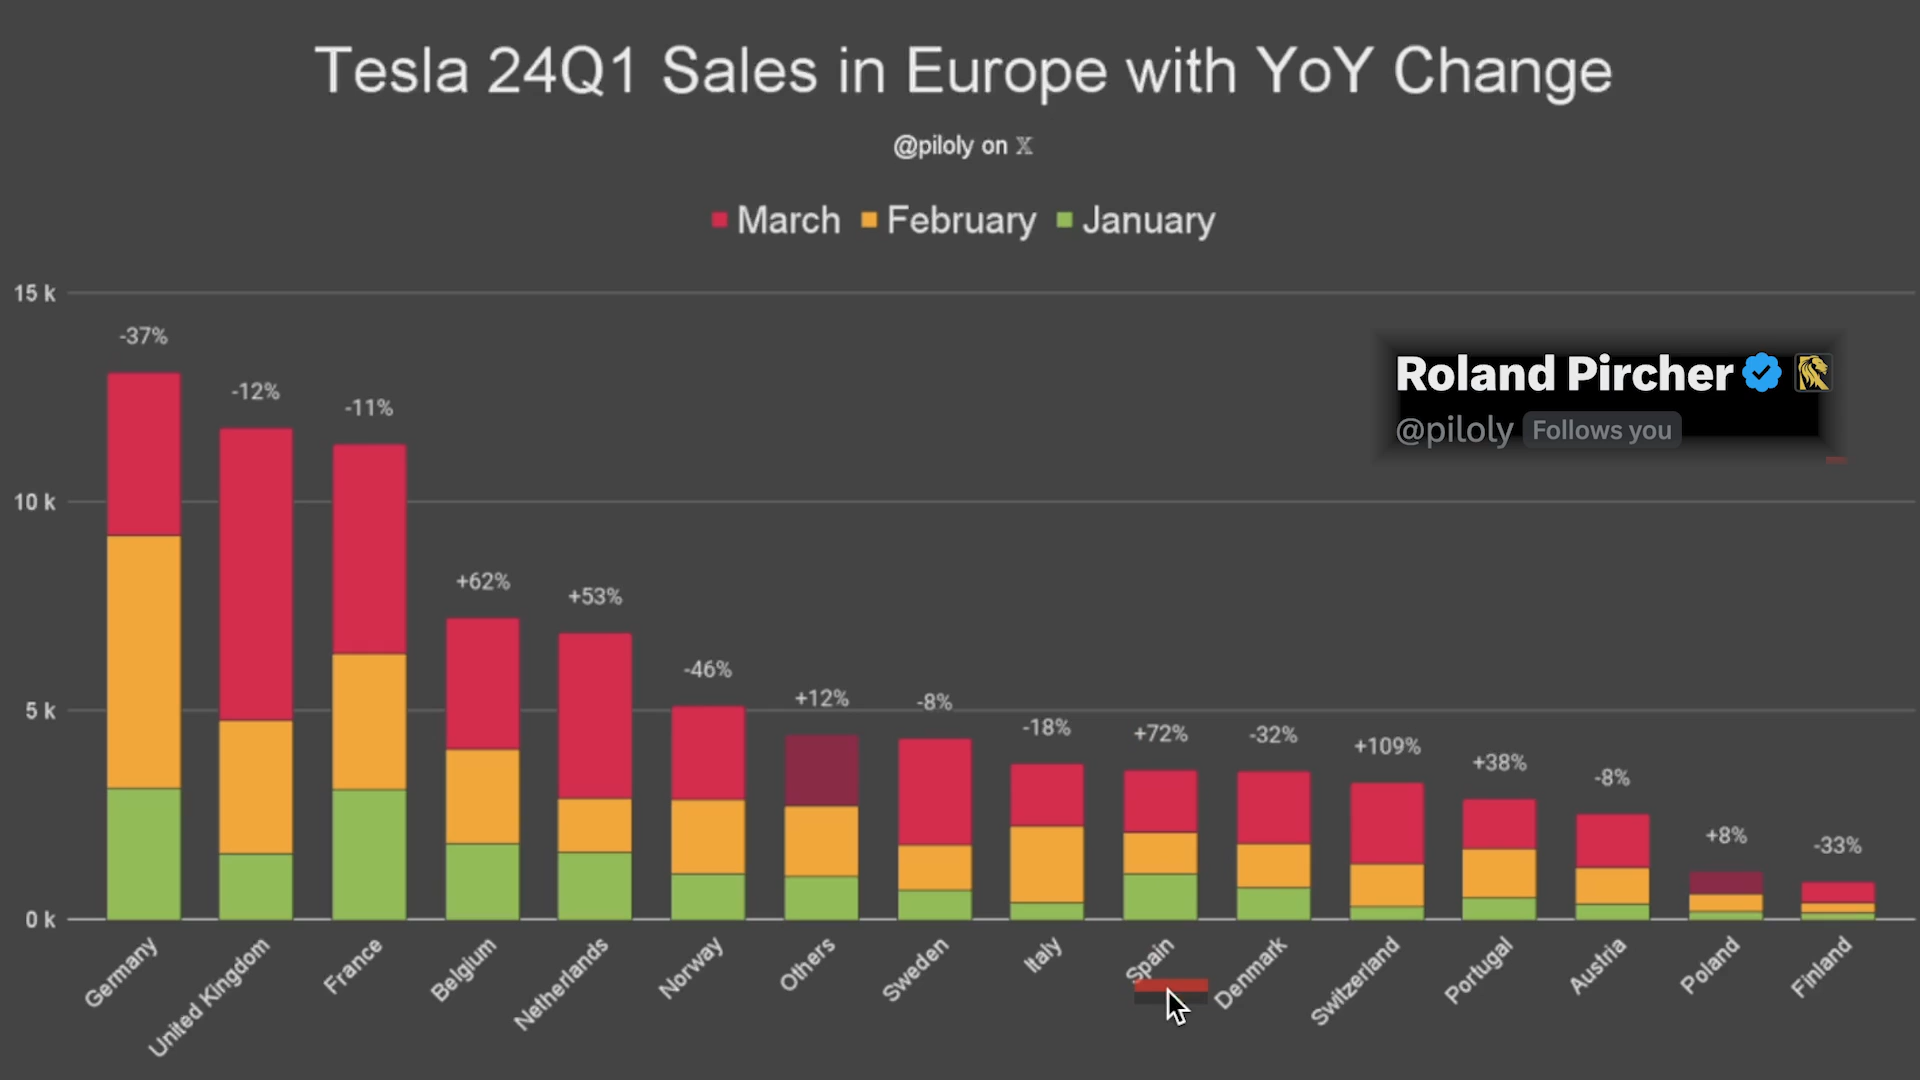 Tesla 24Q1 Sales in Europe with YoY Change
@piloly on 𝕏
March February January
15 k
10 k
5 k
0 k
-37%
-12%
-11%
+62%
+53%
-46%
+12%
-8%
-18%
+72%
-32%
+109%
+38%
-8%
+8%
-33%
Roland Pircher
@piloly Follows you
Germany
United Kingdom
France
Belgium
Netherlands
Norway
Others
Sweden
Italy
Spain
Denmark
Switzerland
Portugal
Austria
Poland
Finland